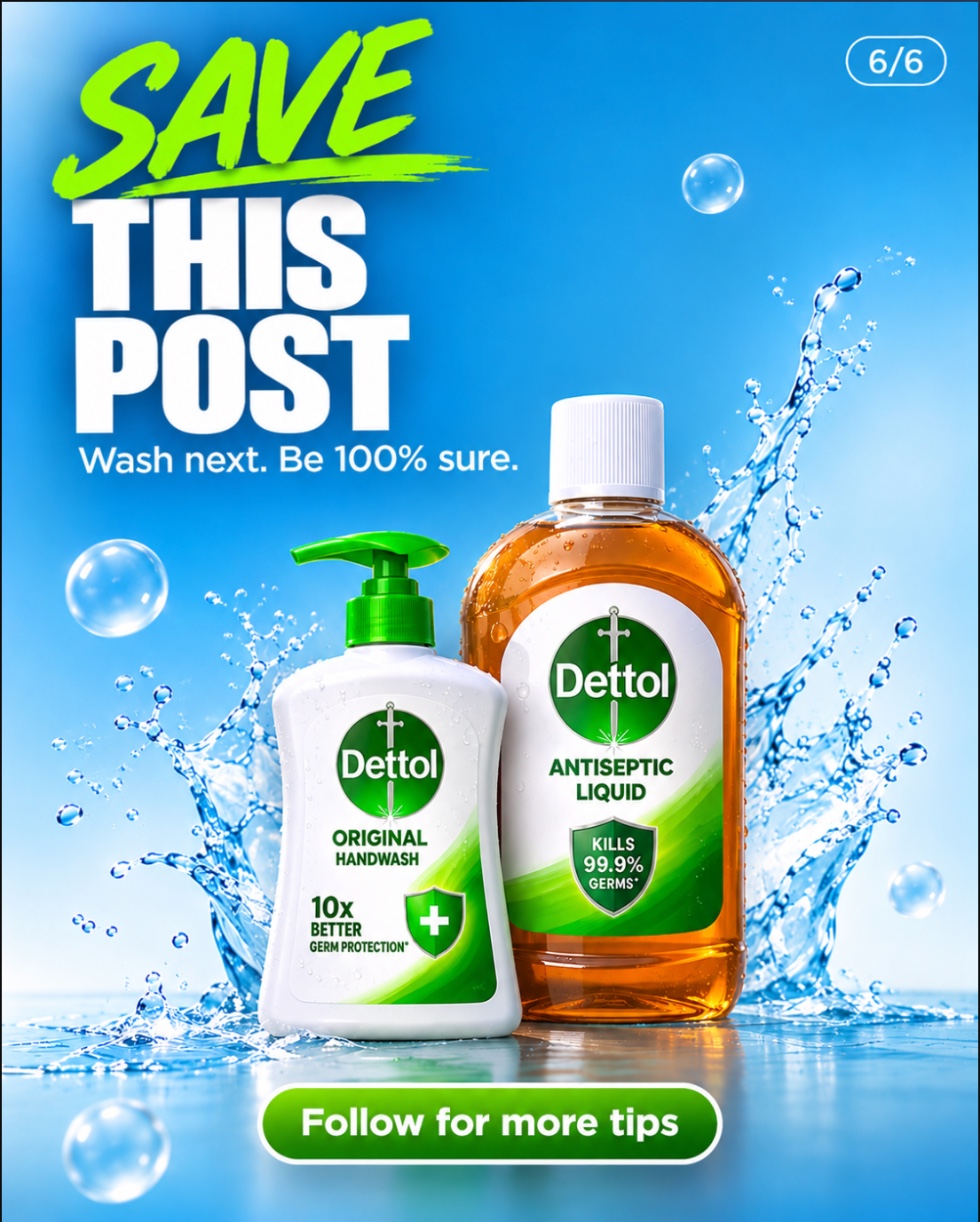 SAVE
THIS
POST
Wash next. Be 100% sure.
6/6
Dettol
ORIGINAL
HANDWASH
10x
BETTER
GERM PROTECTION*
Dettol
ANTISEPTIC
LIQUID
KILLS
99.9%
GERMS*
Follow for more tips